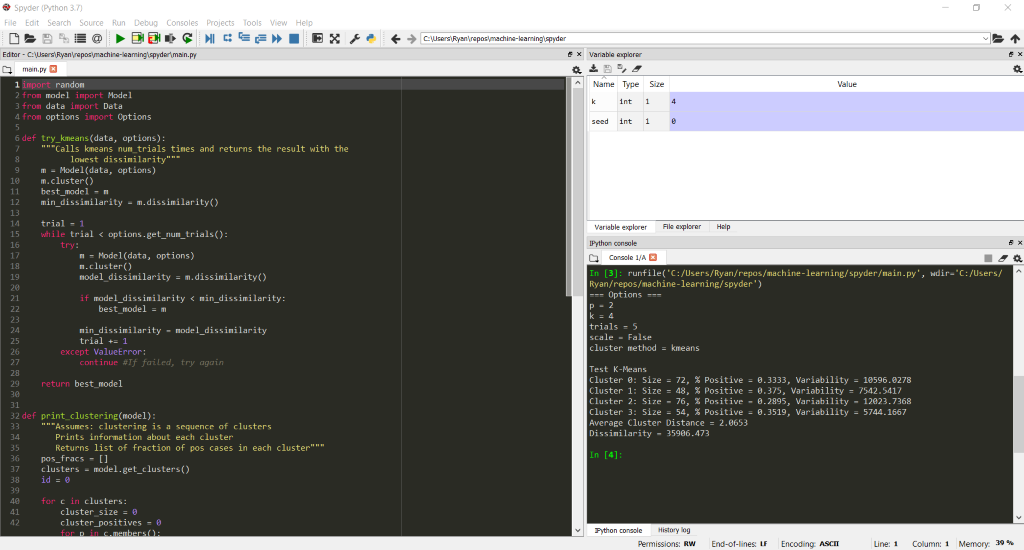 Spyder (Python 3.7)
File Edit Search Source Run Debug Consoles Projects Tools View Help
C:\Users\Ryan\repos\machine-learning\spyder
Editor - C:\Users\Ryan\repos\machine-learning\spyder\main.py
main.py
1 import random
2 from model import Model
3 from data import Data
4 from options import Options
5
6 def try_kmeans(data, options):
7 """Calls kmeans num_trials times and returns the result with the
8 lowest dissimilarity"""
9 m = Model(data, options)
10 m.cluster()
11 best_model = m
12 min_dissimilarity = m.dissimilarity()
13
14 trial = 1
15 while trial < options.get_num_trials():
16 try:
17 m = Model(data, options)
18 m.cluster()
19 model_dissimilarity = m.dissimilarity()
20
21 if model_dissimilarity < min_dissimilarity:
22 best_model = m
23
24 min_dissimilarity = model_dissimilarity
25 trial += 1
26 except ValueError:
27 continue #If failed, try again
28
29 return best_model
30
31
32 def print_clustering(model):
33 """Assumes: clustering is a sequence of clusters
34 Prints information about each cluster
35 Returns list of fraction of pos cases in each cluster"""
36 pos_fracs = []
37 clusters = model.get_clusters()
38 id = 0
39
40 for c in clusters:
41 cluster_size = 0
42 cluster_positives = 0
for p in c.members():
Variable explorer
Name Type Size Value
k int 1 4
seed int 1 0
Variable explorer File explorer Help
IPython console
Console 1/A
In [3]: runfile('C:/Users/Ryan/repos/machine-learning/spyder/main.py', wdir='C:/Users/
Ryan/repos/machine-learning/spyder')
=== Options ===
p = 2
k = 4
trials = 5
scale = False
cluster method = kmeans
Test K-Means
Cluster 0: Size = 72, % Positive = 0.3333, Variability = 10596.0278
Cluster 1: Size = 48, % Positive = 0.375, Variability = 7542.5417
Cluster 2: Size = 76, % Positive = 0.2895, Variability = 12023.7368
Cluster 3: Size = 54, % Positive = 0.3519, Variability = 5744.1667
Average Cluster Distance = 2.0653
Dissimilarity = 35906.473
In [4]:
IPython console History log
Permissions: RW End-of-lines: LF Encoding: ASCII Line: 1 Column: 1 Memory: 39 %